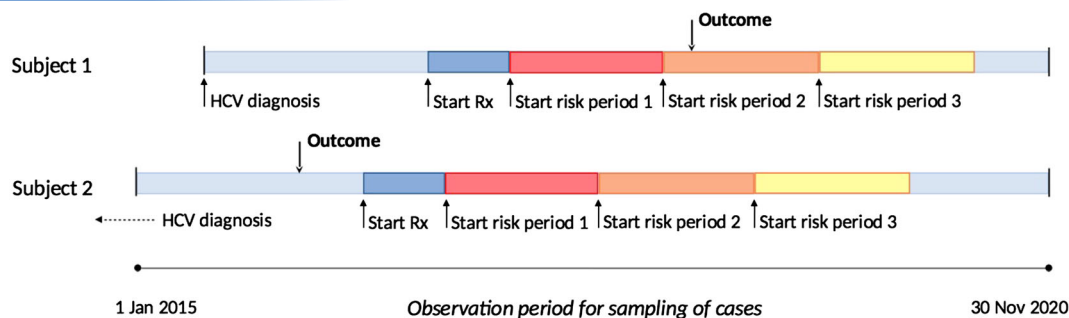 Outcome
Subject 1
HCV diagnosis
Start Rx
Start risk period 1
Start risk period 2
Start risk period 3
Outcome
Subject 2
HCV diagnosis
Start Rx
Start risk period 1
Start risk period 2
Start risk period 3
1 Jan 2015
Observation period for sampling of cases
30 Nov 2020